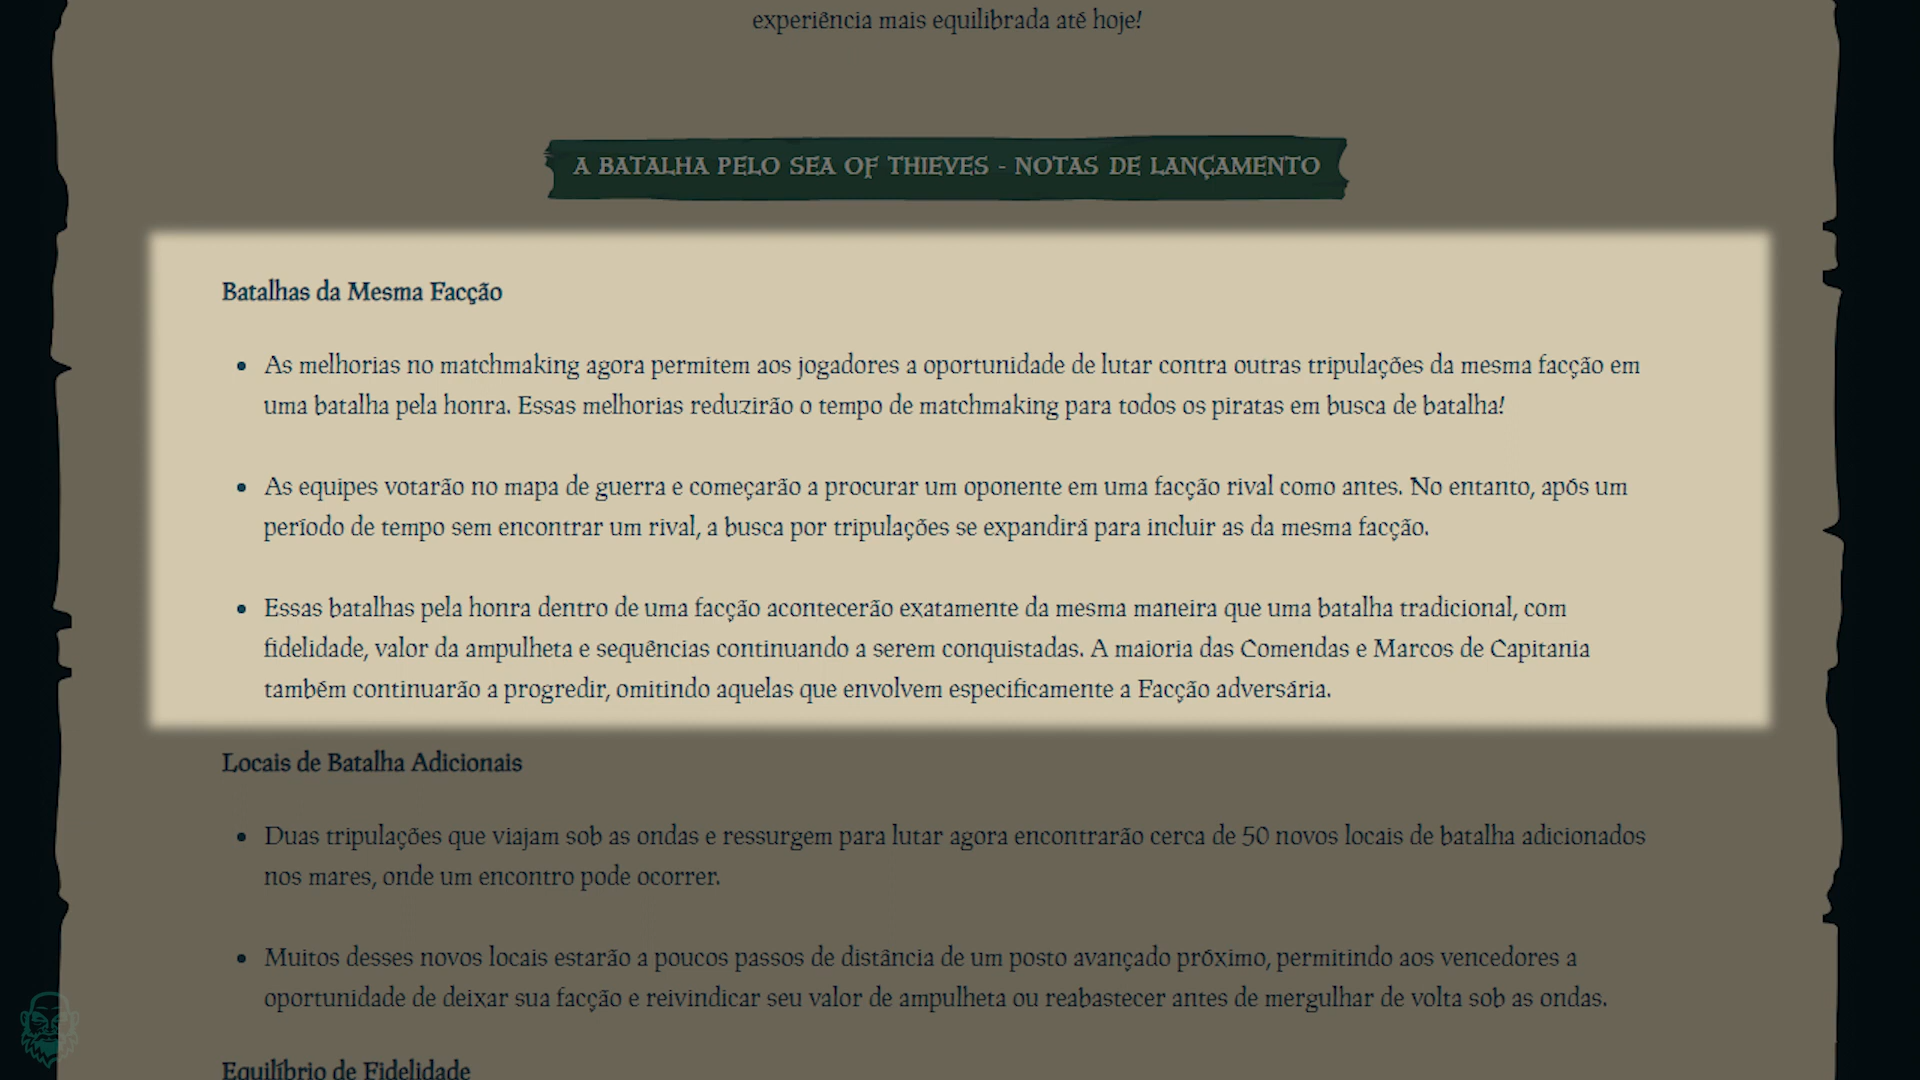 experiência mais equilibrada até hoje!
A BATALHA PELO SEA OF THIEVES - NOTAS DE LANÇAMENTO
Batalhas da Mesma Facção
As melhorias no matchmaking agora permitem aos jogadores a oportunidade de lutar contra outras tripulações da mesma facção em
uma batalha pela honra. Essas melhorias reduzirão o tempo de matchmaking para todos os piratas em busca de batalha!
As equipes votarão no mapa de guerra e começarão a procurar um oponente em uma facção rival como antes. No entanto, após um
período de tempo sem encontrar um rival, a busca por tripulações se expandirá para incluir as da mesma facção.
Essas batalhas pela honra dentro de uma facção acontecerão exatamente da mesma maneira que uma batalha tradicional, com
fidelidade, valor da ampulheta e sequências continuando a serem conquistadas. A maioria das Comendas e Marcos de Capitania
também continuarão a progredir, omitindo aquelas que envolvem especificamente a Facção adversária.
Locais de Batalha Adicionais
Duas tripulações que viajam sob as ondas e ressurgem para lutar agora encontrarão cerca de 50 novos locais de batalha adicionados
nos mares, onde um encontro pode ocorrer.
Muitos desses novos locais estarão a poucos passos de distância de um posto avançado próximo, permitindo aos vencedores a
oportunidade de deixar sua facção e reivindicar seu valor de ampulheta ou reabastecer antes de mergulhar de volta sob as ondas.
Equilíbrio de Fidelidade